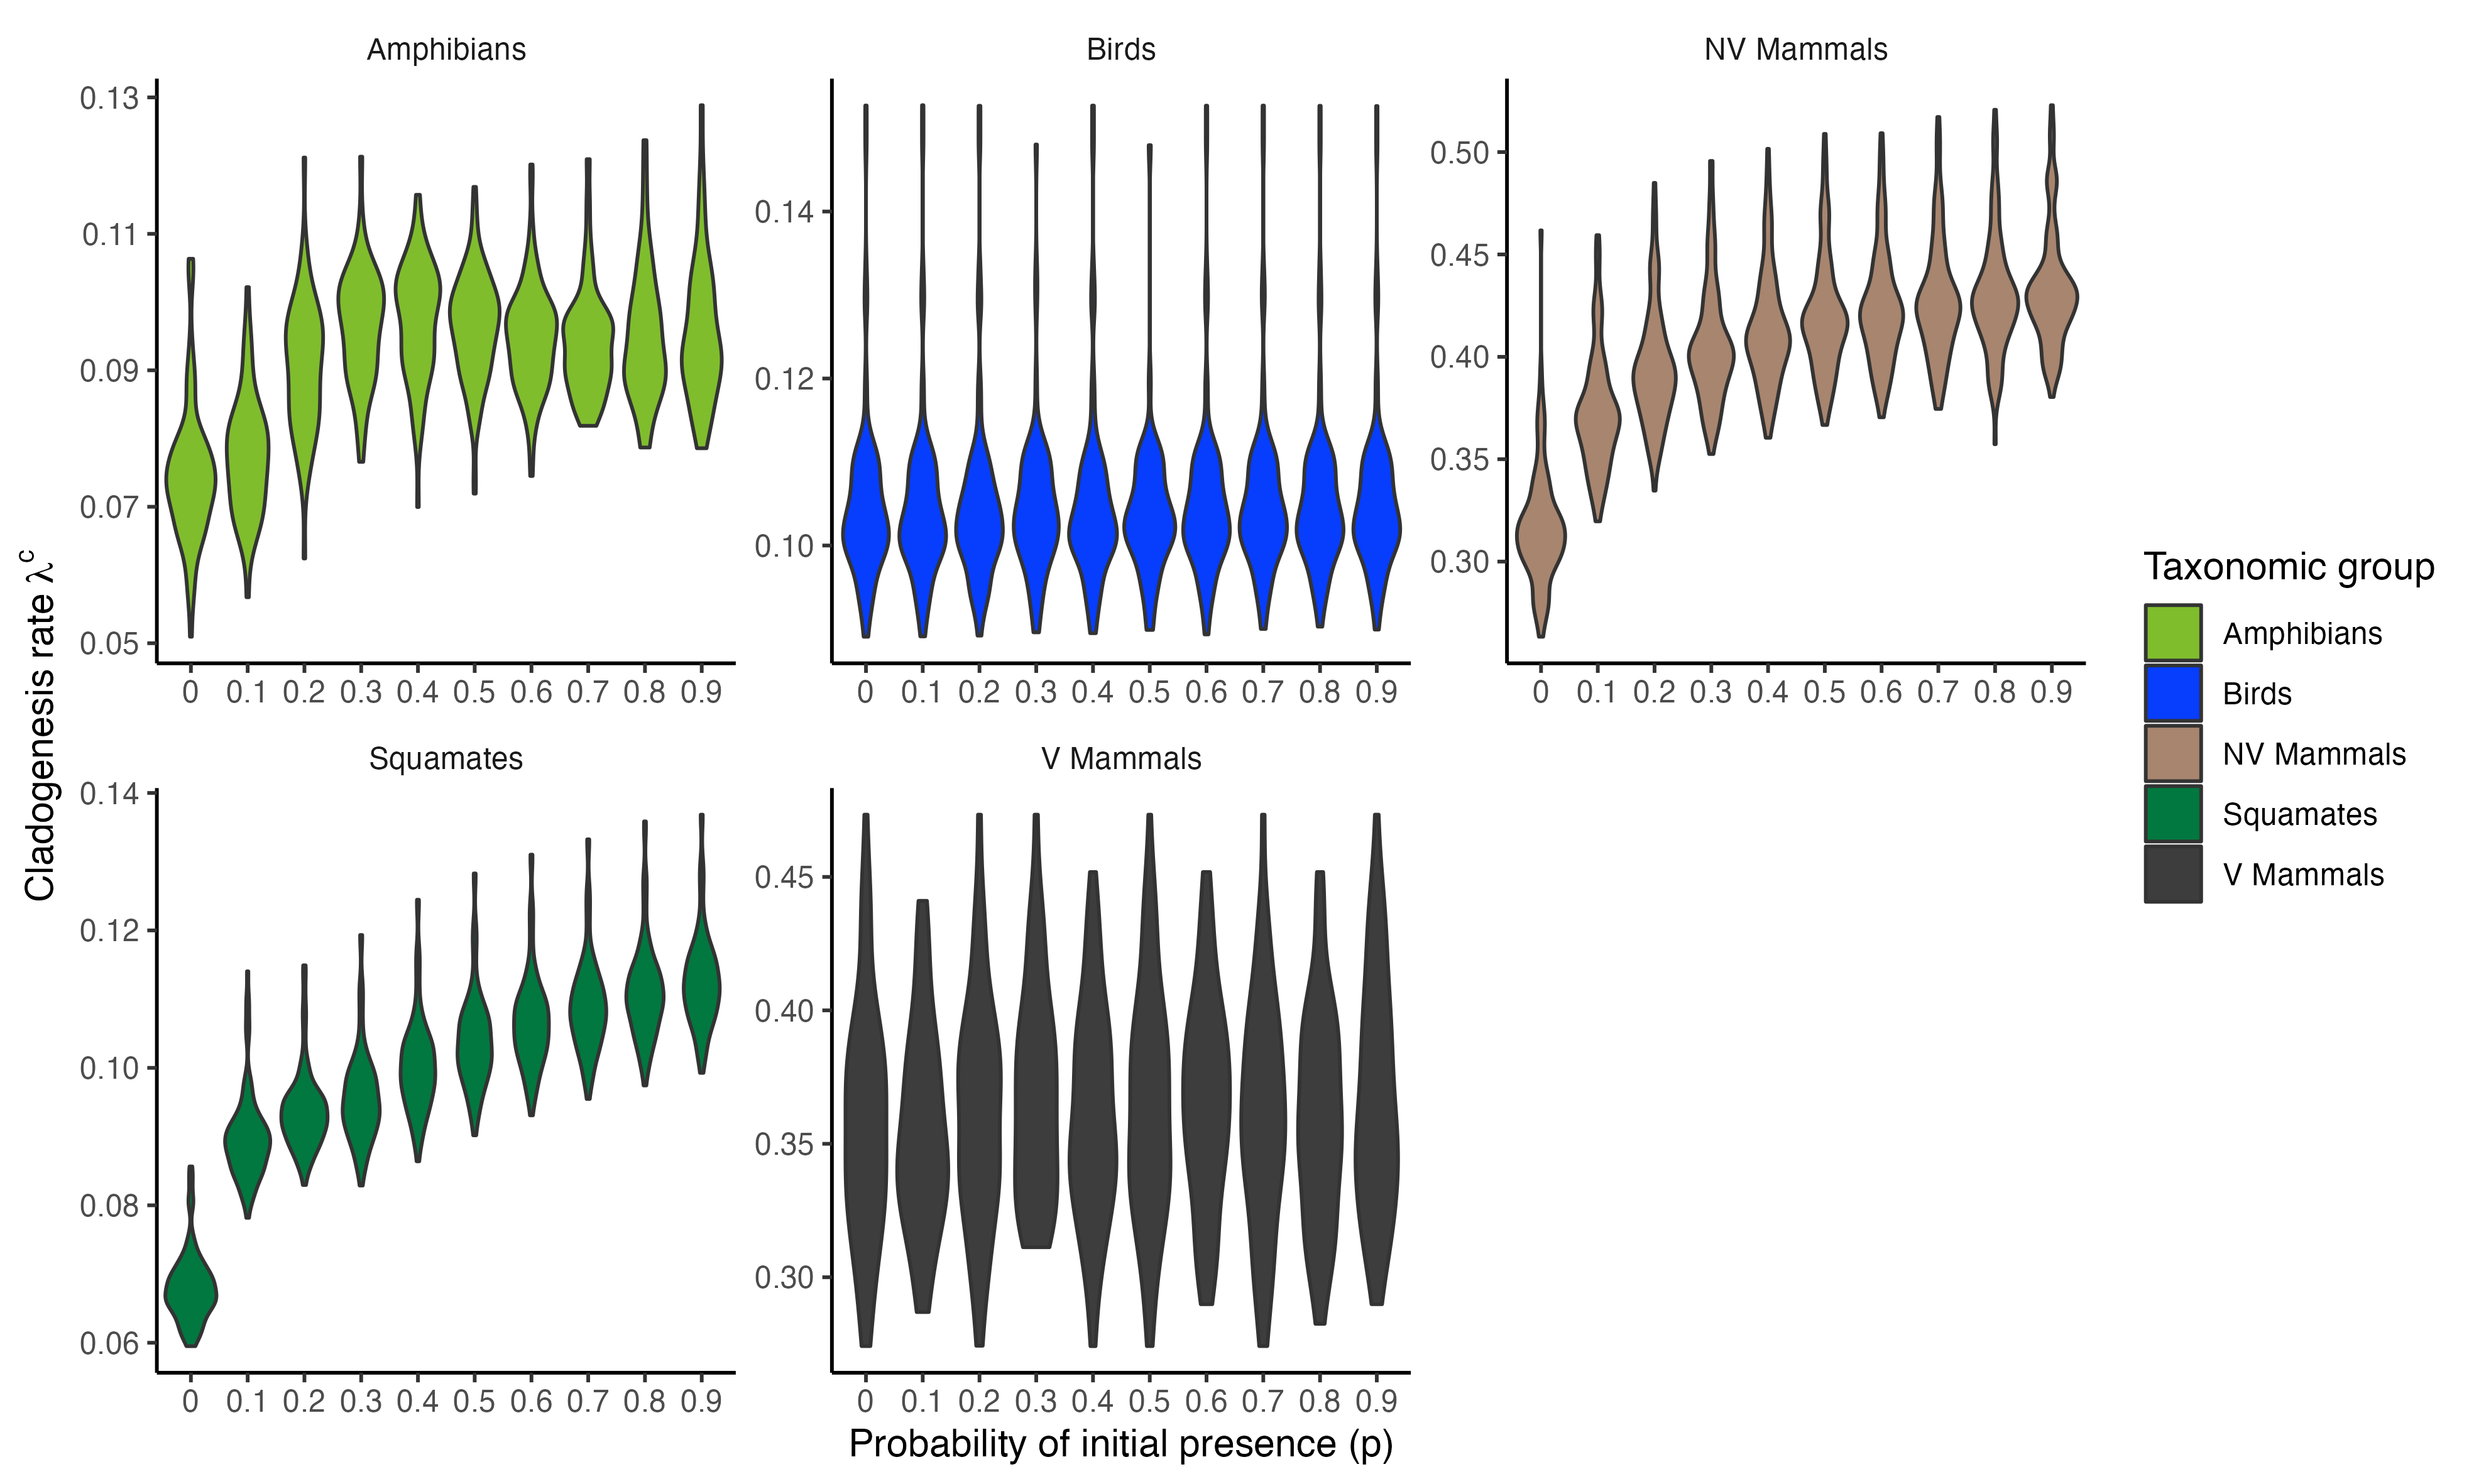 Amphibians
Birds
NV Mammals
0.13
0.11
0.09
0.07
0.05
0.14
0.12
0.10
0.50
0.45
0.40
0.35
0.30
0 0.1 0.2 0.3 0.4 0.5 0.6 0.7 0.8 0.9
0 0.1 0.2 0.3 0.4 0.5 0.6 0.7 0.8 0.9
0 0.1 0.2 0.3 0.4 0.5 0.6 0.7 0.8 0.9
Cladogenesis rate λᶜ
Squamates
V Mammals
0.14
0.12
0.10
0.08
0.06
0.45
0.40
0.35
0.30
0 0.1 0.2 0.3 0.4 0.5 0.6 0.7 0.8 0.9
0 0.1 0.2 0.3 0.4 0.5 0.6 0.7 0.8 0.9
Probability of initial presence (p)
Taxonomic group
Amphibians
Birds
NV Mammals
Squamates
V Mammals